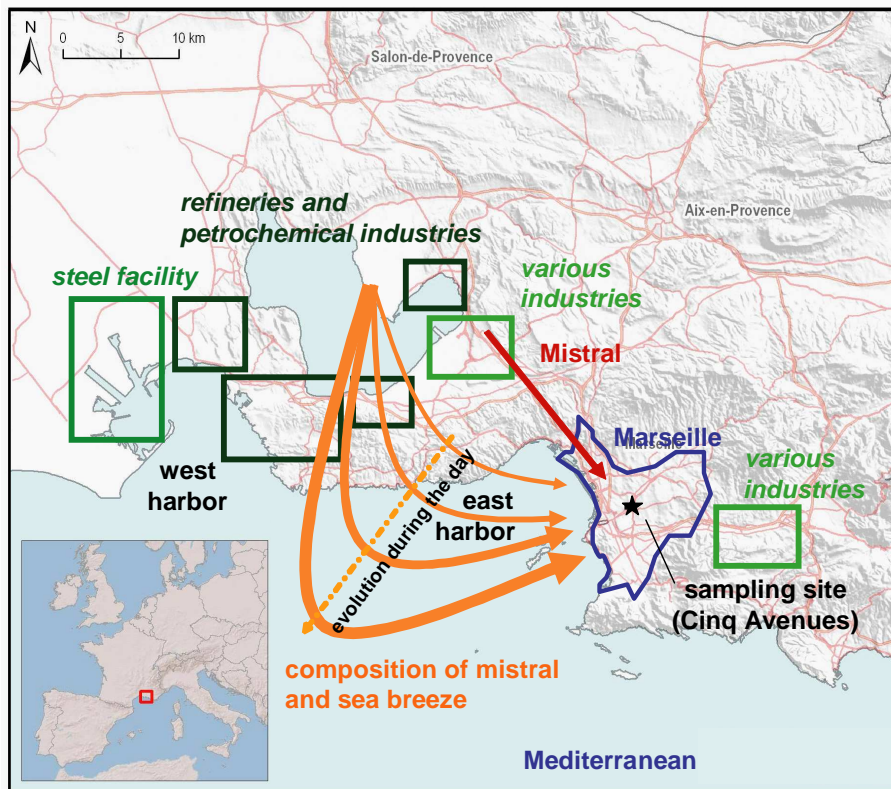 N
0 5 10 km
Salon-de-Provence
refineries and
petrochemical industries
Aix-en-Provence
steel facility
various
industries
Mistral
Marseille
Marseille
west
harbor
east
harbor
evolution during the day
various
industries
sampling site
(Cinq Avenues)
composition of mistral
and sea breeze
Mediterranean